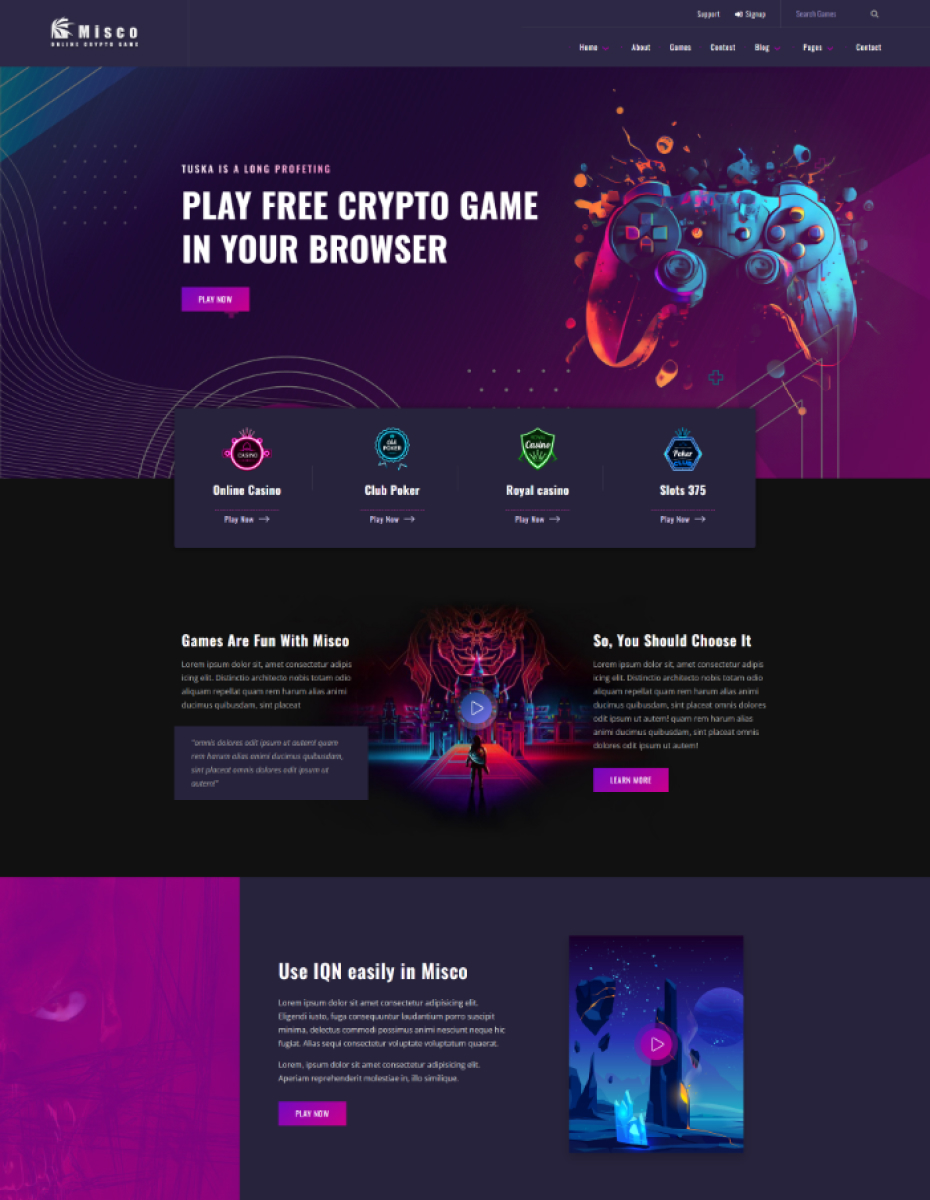 Misco
ONLINE CRYPTO GAME
Support
Signup
Search Games
Home
About
Games
Contast
Blog
Pages
Contact
TUSKA IS A LONG PROFETING
PLAY FREE CRYPTO GAME
IN YOUR BROWSER
PLAY NOW
CASINO
POKER
Casino
Poker
CLUB
Online Casino
Club Poker
Royal casino
Slots 375
Play Now
Play Now
Play Now
Play Now
Games Are Fun With Misco
Lorem ipsum dolor sit, amet consectetur adipis
icing elit. Distinctio architecto nobis totam odio
aliquam repellat quam rem harum alias animi
ducimus quibusdam, sint placeat
"omnis dolores odit ipsum ut autem! quam
rem harum alias animi ducimus quibusdam,
sint placeat omnis dolores odit ipsum ut
autem!"
So, You Should Choose It
Lorem ipsum dolor sit, amet consectetur adipis
icing elit. Distinctio architecto nobis totam odio
aliquam repellat quam rem harum alias animi
ducimus quibusdam, sint placeat omnis dolores
odit ipsum ut autem! quam rem harum alias
animi ducimus quibusdam, sint placeat omnis
dolores odit ipsum ut autem!
LEARN MORE
Use IQN easily in Misco
Lorem ipsum dolor sit amet consectetur adipisicing elit.
Eligendi iusto, fuga consequuntur laudantium porro suscipit
minima, delectus commodi possimus animi nesciunt neque hic
fugiat. Alias sequi consectetur voluptate voluptatum quaerat.
Lorem, ipsum dolor sit amet consectetur adipisicing elit.
Aperiam reprehenderit molestiae in, illo similique.
PLAY NOW